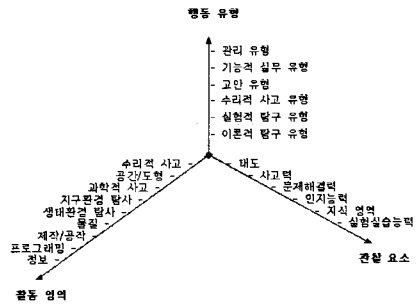 행동 유형
관리 유형
기능적 실무 유형
고안 유형
수리적 사고 유형
실험적 탐구 유형
이론적 탐구 유형
수리적 사고
공간/도형
과학적 사고
지구환경 탐사
생태환경 탐사
물질
제작/공작
프로그래밍
정보
활동 영역
태도
사고력
문제해결력
인지능력
지식 영역
실험실습능력
관찰 요소